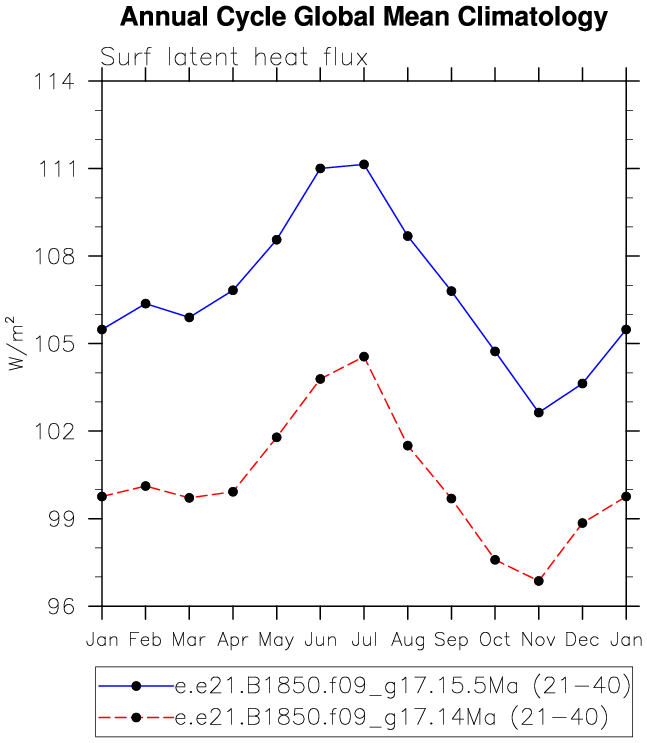 Annual Cycle Global Mean Climatology
Surf latent heat flux
114
111
108
105
102
99
96
W/m²
Jan Feb Mar Apr May Jun Jul Aug Sep Oct Nov Dec Jan
e.e21.B1850.f09_g17.15.5Ma (21-40)
e.e21.B1850.f09_g17.14Ma (21-40)